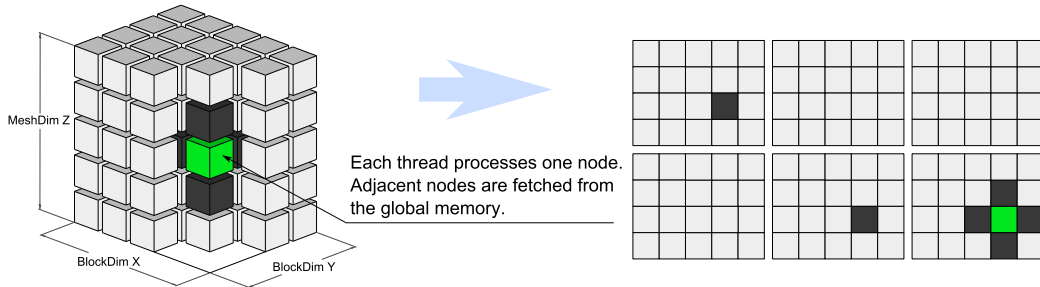 MeshDim Z
Each thread processes one node.
Adjacent nodes are fetched from
the global memory.
BlockDim X
BlockDim Y